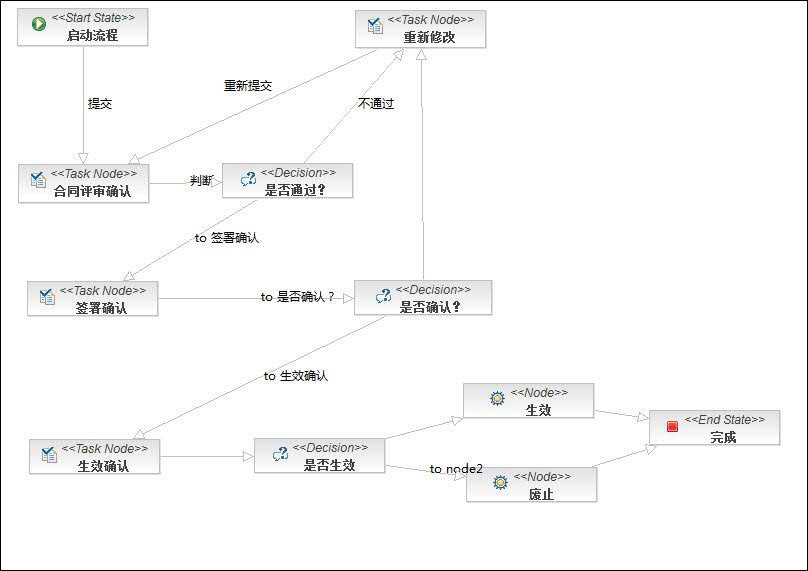 <<Start State>>
启动流程
<<Task Node>>
重新修改
重新提交
提交
不通过
<<Task Node>>
合同评审确认
判断
<<Decision>>
是否通过?
to 签署确认
<<Task Node>>
签署确认
to 是否确认?
<<Decision>>
是否确认?
to 生效确认
<<Node>>
生效
<<End State>>
完成
<<Task Node>>
生效确认
<<Decision>>
是否生效
to node2
<<Node>>
废止